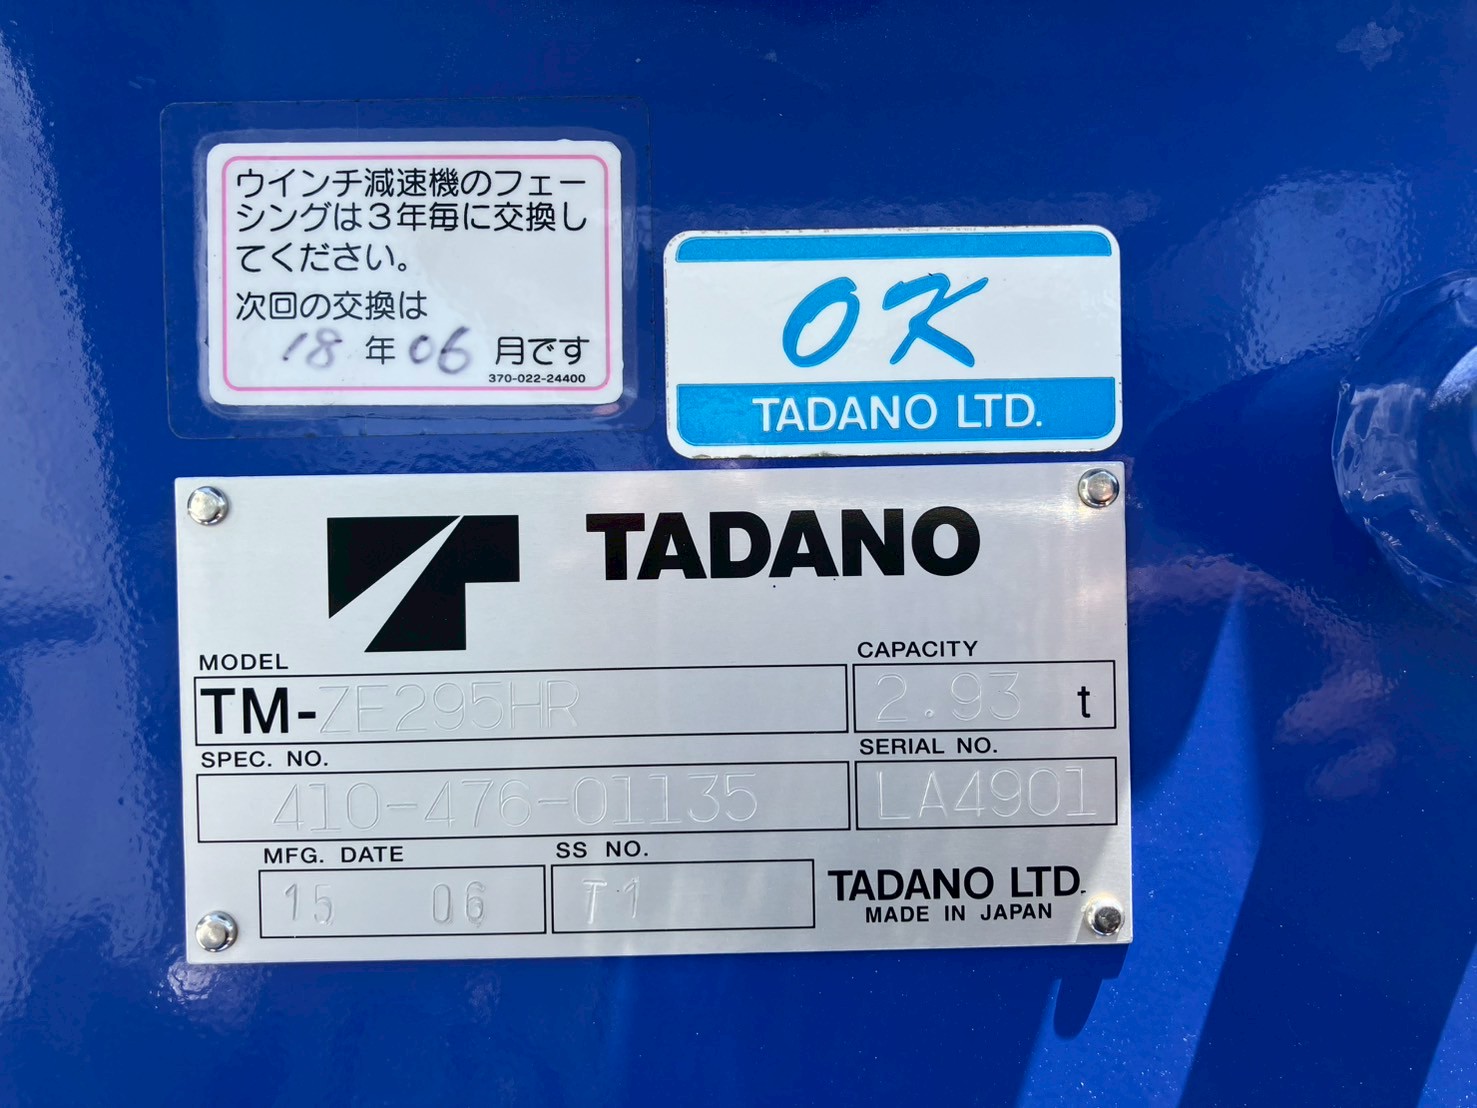 ウインチ減速機のフェー
シングは3年毎に交換し
てください。
次回の交換は
18 年 06 月です
370-022-24400
OK
TADANO LTD.
TADANO
MODEL
TM-ZE295HR
CAPACITY
2.93 t
SPEC. NO.
410-476-01135
SERIAL NO.
LA4901
MFG. DATE
15 06
SS NO.
T1
TADANO LTD.
MADE IN JAPAN